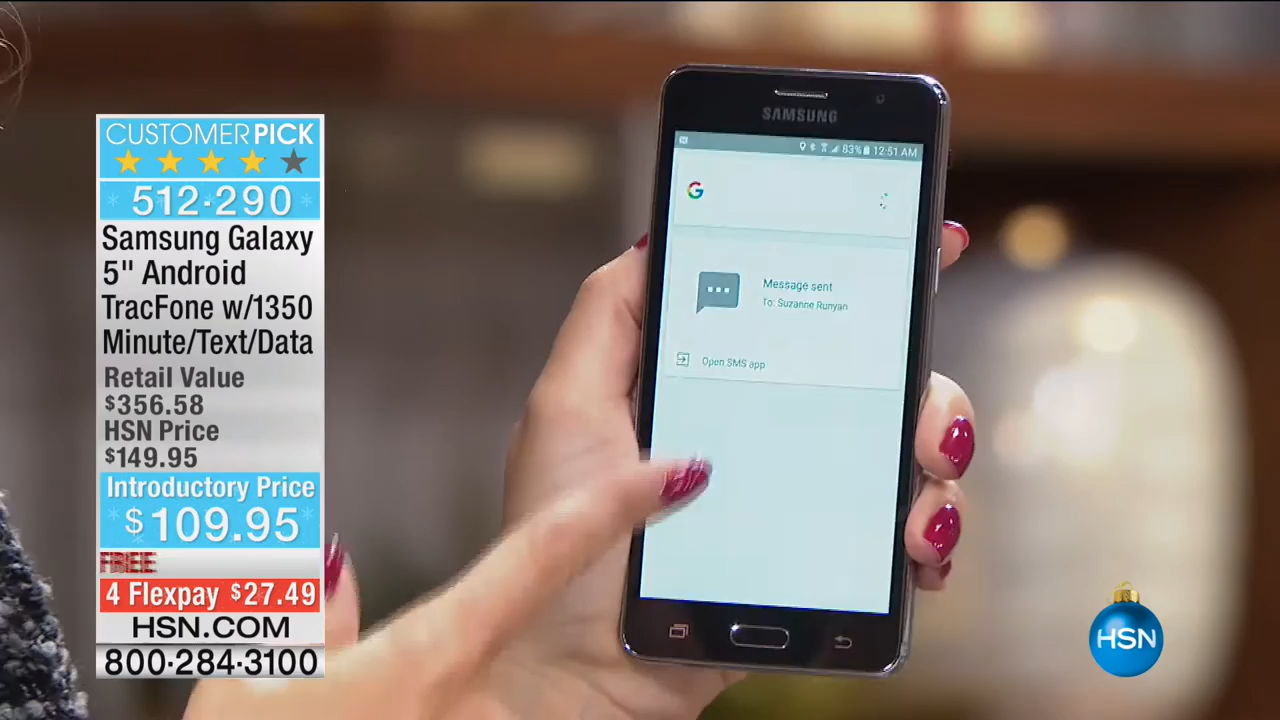 CUSTOMER PICK
512-290
Samsung Galaxy
5" Android
TracFone w/1350
Minute/Text/Data
Retail Value
$356.58
HSN Price
$149.95
Introductory Price
$109.95
FREE
4 Flexpay $27.49
HSN.COM
800-284-3100
SAMSUNG
83% 12:51 AM
G
Message sent
To: Suzanne Runyan
Open SMS app
HSN